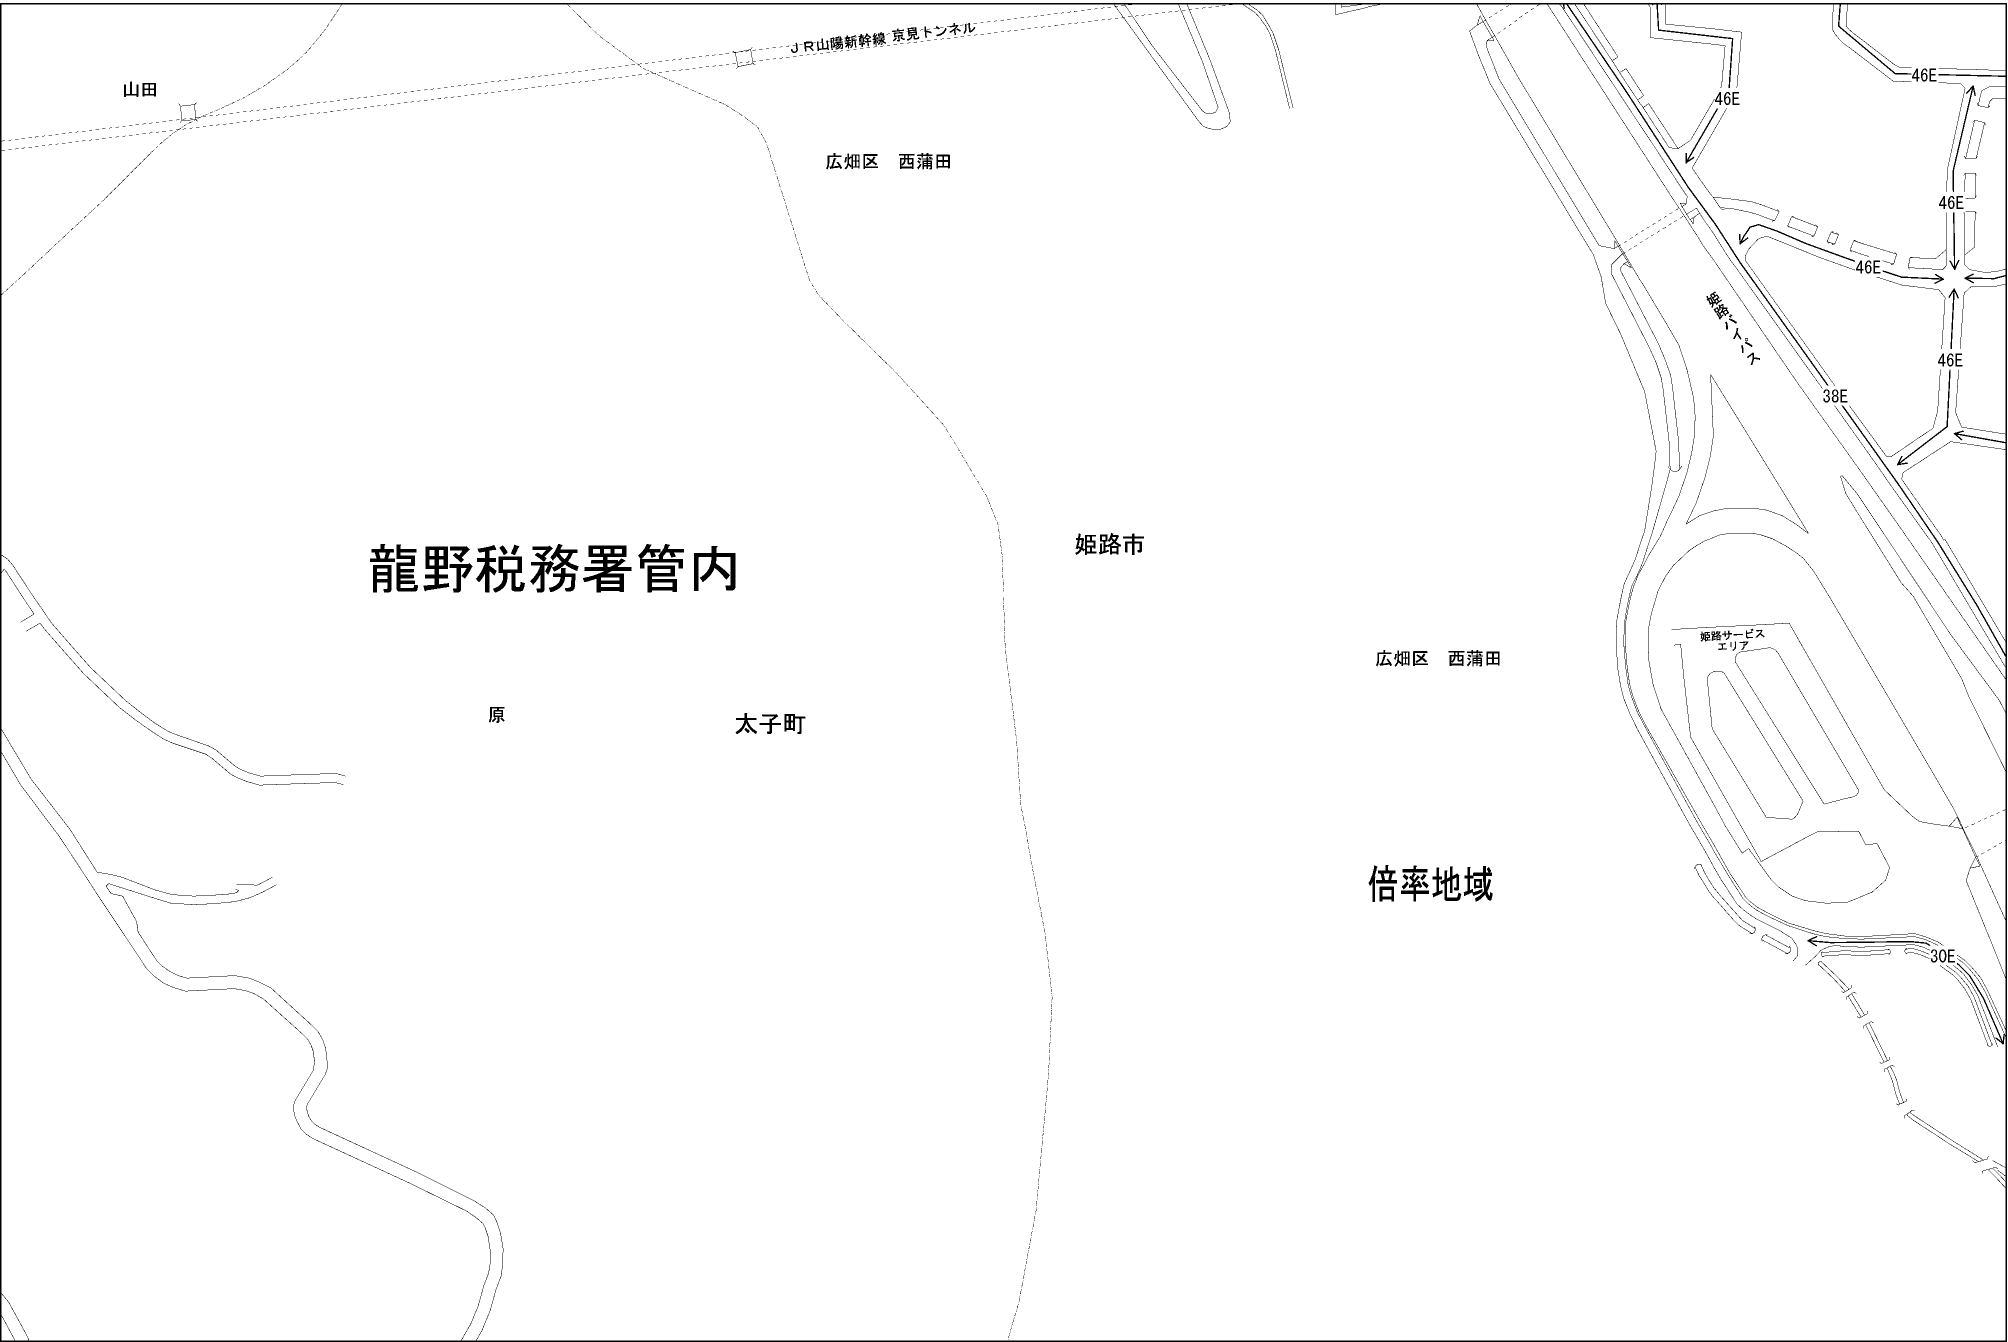 JR山陽新幹線 京見トンネル
46E
山田
46E
広畑区　西蒲田
46E
46E
姫路バイパス
46E
38E
姫路市
龍野税務署管内
姫路サービス
エリア
広畑区　西蒲田
原
太子町
倍率地域
30E